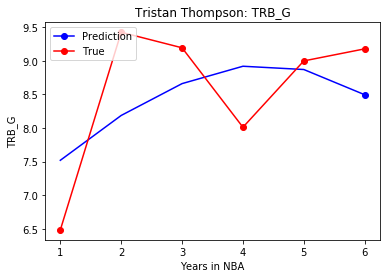 Tristan Thompson: TRB_G
Prediction
True
9.5
9.0
8.5
8.0
7.5
7.0
6.5
TRB_G
1 2 3 4 5 6
Years in NBA